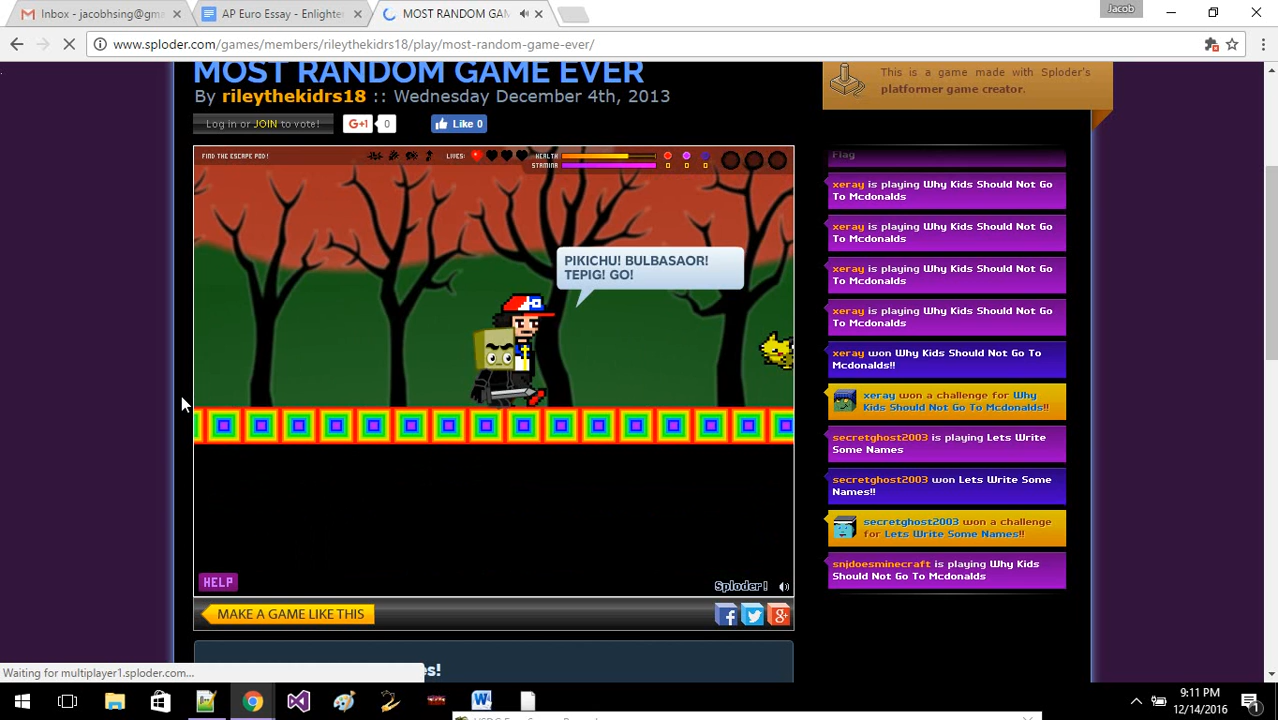 Inbox - jacobhsing@gm
AP Euro Essay - Enlighte
MOST RANDOM GAM
Jacob
www.sploder.com/games/members/rileythekidrs18/play/most-random-game-ever/
MOST RANDOM GAME EVER
By rileythekidrs18 :: Wednesday December 4th, 2013
Log in or JOIN to vote!
G+1
0
Like 0
This is a game made with Sploder's
platformer game creator.
FIND THE ESCAPE POD!
LIVES:
HEALTH
STAMINA
0 0 0
PIKICHU! BULBASAOR!
TEPIG! GO!
HELP
Sploder!
MAKE A GAME LIKE THIS
Flag
xeray is playing Why Kids Should Not Go
To Mcdonalds
xeray is playing Why Kids Should Not Go
To Mcdonalds
xeray is playing Why Kids Should Not Go
To Mcdonalds
xeray is playing Why Kids Should Not Go
To Mcdonalds
xeray won Why Kids Should Not Go To
Mcdonalds!!
xeray won a challenge for Why
Kids Should Not Go To Mcdonalds!!
secretghost2003 is playing Lets Write
Some Names
secretghost2003 won Lets Write Some
Names!!
secretghost2003 won a challenge
for Lets Write Some Names!!
snjdoesminecraft is playing Why Kids
Should Not Go To Mcdonalds
Waiting for multiplayer1.sploder.com...
9:11 PM
12/14/2016